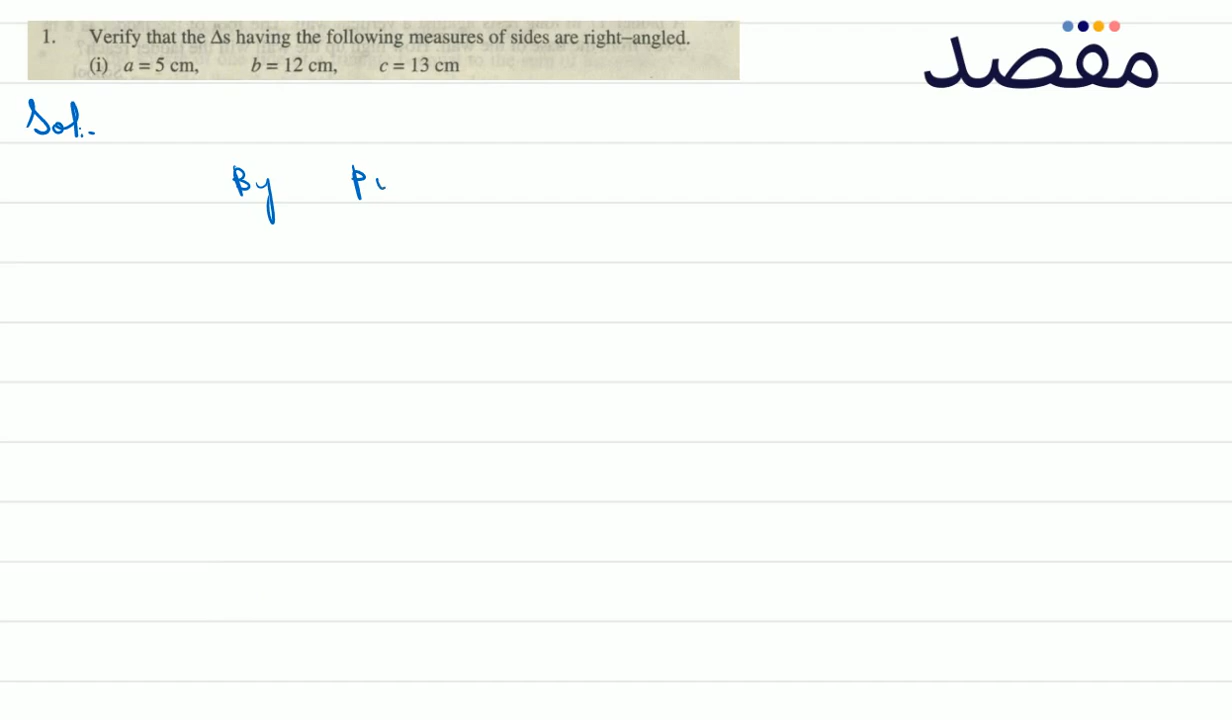 1. Verify that the Δs having the following measures of sides are right–angled.
(i) a = 5 cm, b = 12 cm, c = 13 cm
مقصد
Sol:-
By